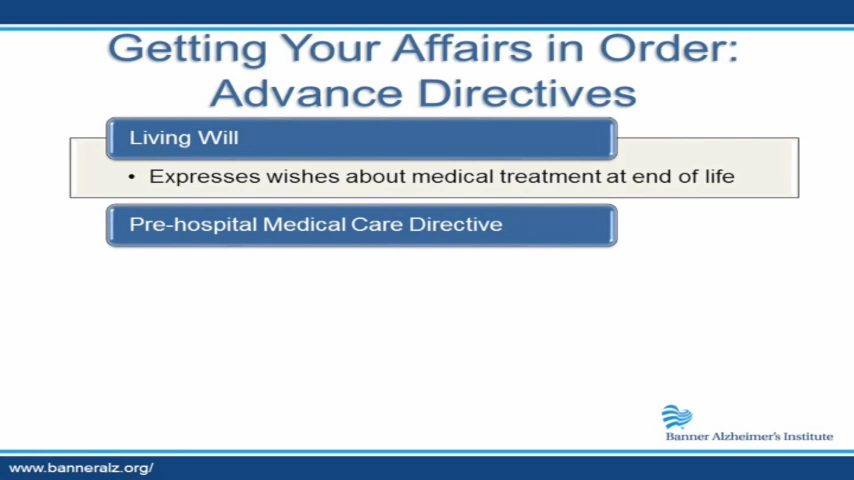 Getting Your Affairs in Order:
Advance Directives
Living Will
• Expresses wishes about medical treatment at end of life
Pre-hospital Medical Care Directive
Banner Alzheimer's Institute
www.banneralz.org/